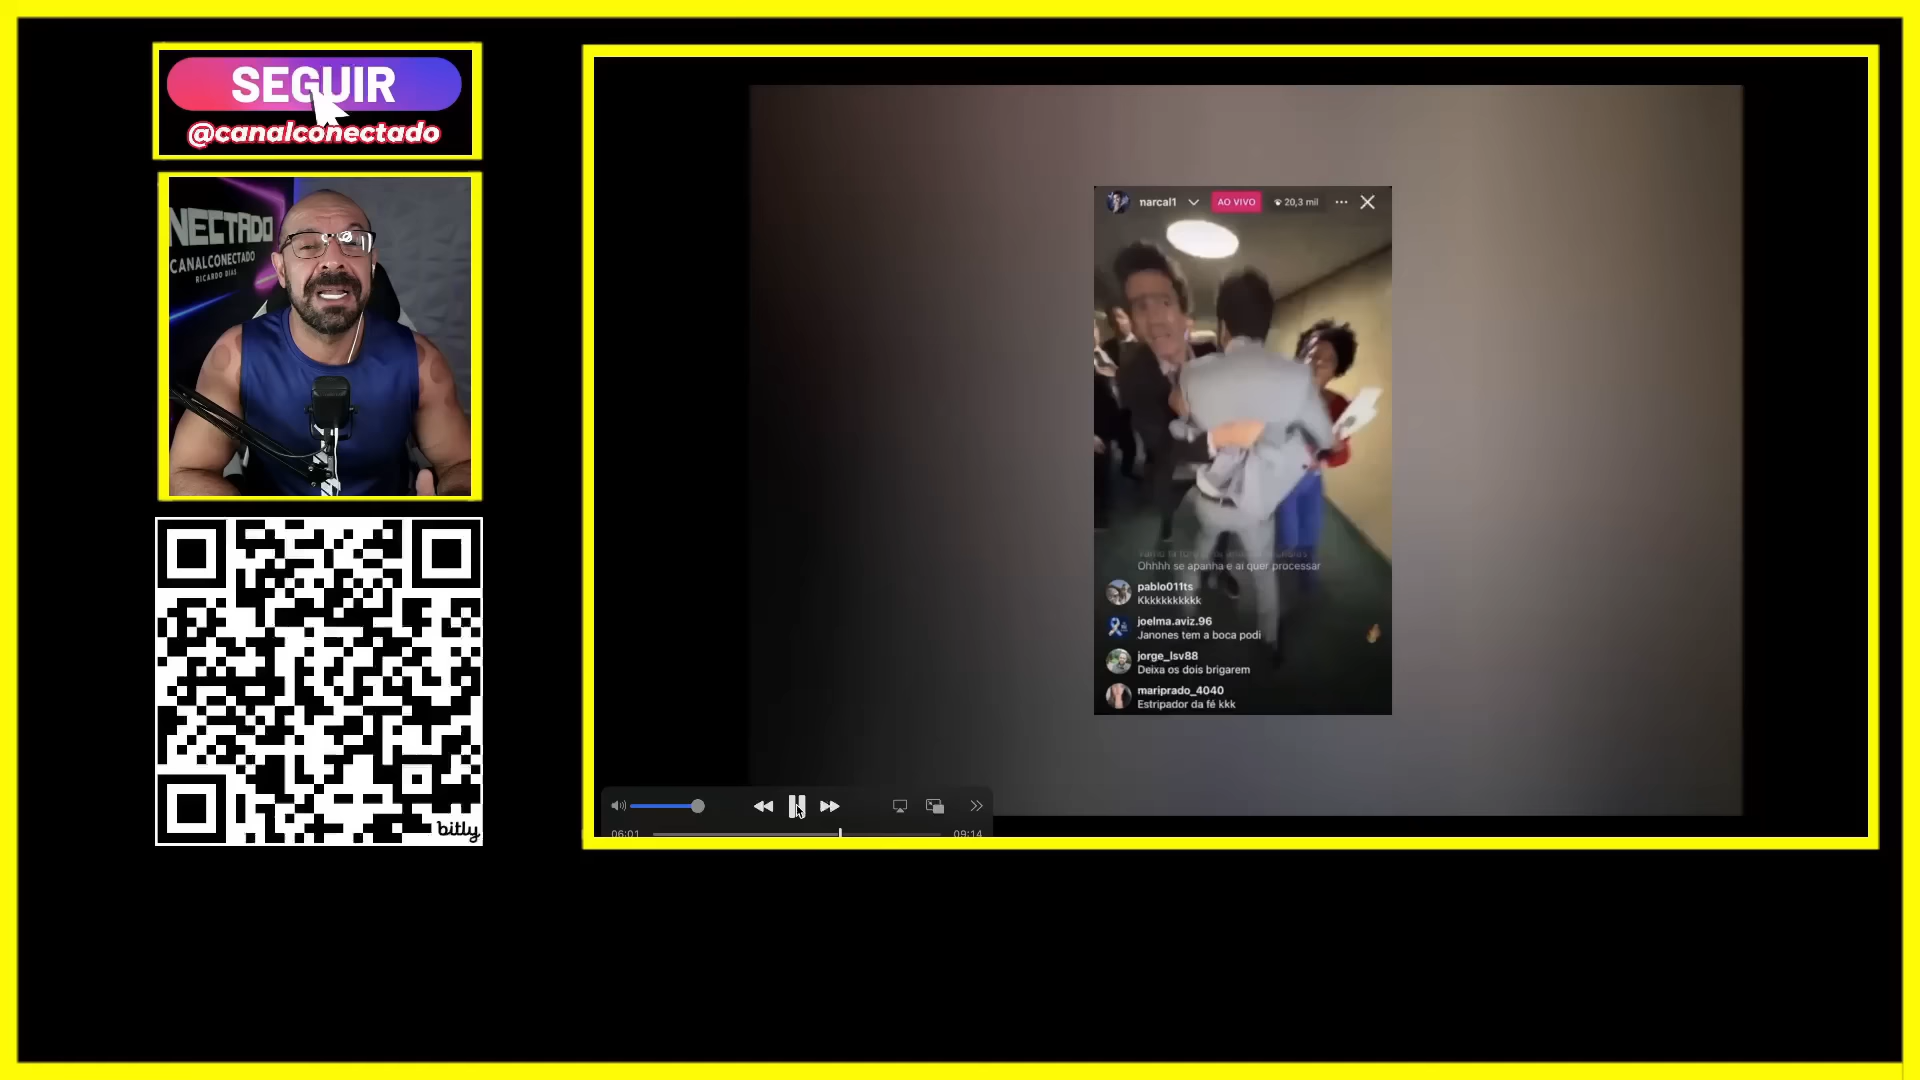 SEGUIR
@canalconectado
NECTADO
CANALCONECTADO
RICARDO DIAS
bitly
narcal1
AO VIVO
20,3 mil
Ohhhh se apanha e ai quer processar
pablo011ts
Kkkkkkkkkkk
joelma.aviz.96
Janones tem a boca podi
jorge_lsv88
Deixa os dois brigarem
mariprado_4040
Estripador da fé kkk
06:01
09:14